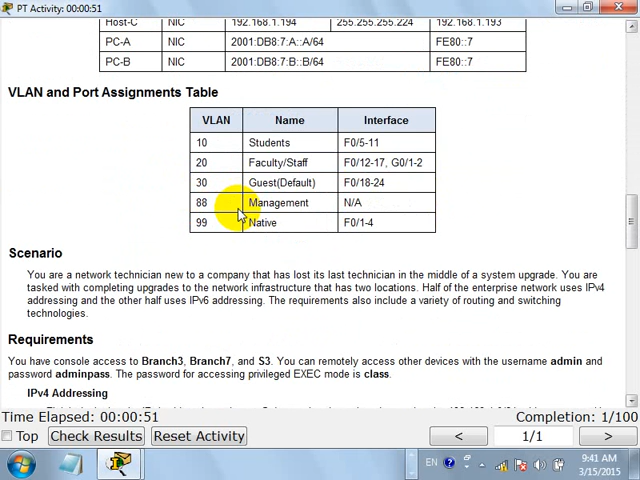 PT Activity: 00:00:51
Host-C NIC 192.168.1.194 255.255.255.224 192.168.1.193
PC-A NIC 2001:DB8:7:A::A/64 FE80::7
PC-B NIC 2001:DB8:7:B::B/64 FE80::7
VLAN and Port Assignments Table
VLAN Name Interface
10 Students F0/5-11
20 Faculty/Staff F0/12-17, G0/1-2
30 Guest(Default) F0/18-24
88 Management N/A
99 Native F0/1-4
Scenario
You are a network technician new to a company that has lost its last technician in the middle of a system upgrade. You are
tasked with completing upgrades to the network infrastructure that has two locations. Half of the enterprise network uses IPv4
addressing and the other half uses IPv6 addressing. The requirements also include a variety of routing and switching
technologies.
Requirements
You have console access to Branch3, Branch7, and S3. You can remotely access other devices with the username admin and
password adminpass. The password for accessing privileged EXEC mode is class.
IPv4 Addressing
Time Elapsed: 00:00:51 Completion: 1/100
Top Check Results Reset Activity < 1/1 >
EN 9:41 AM
3/15/2015